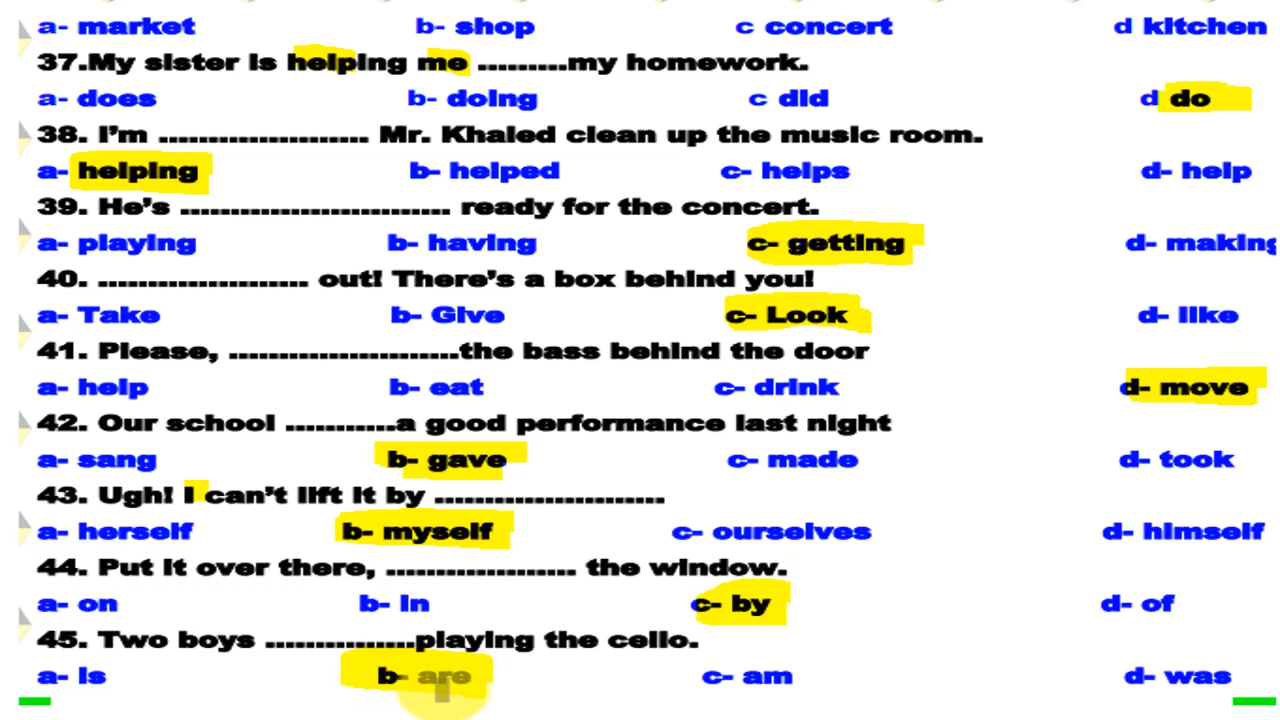 a- market b- shop c concert d kitchen
37.My sister is helping me .........my homework.
a- does b- doing c did d do
38. I'm ..................... Mr. Khaled clean up the music room.
a- helping b- helped c- helps d- help
39. He's ........................... ready for the concert.
a- playing b- having c- getting d- making
40. ..................... out! There's a box behind you!
a- Take b- Give c- Look d- like
41. Please, .......................the bass behind the door
a- help b- eat c- drink d- move
42. Our school ...........a good performance last night
a- sang b- gave c- made d- took
43. Ugh! I can't lift it by .......................
a- herself b- myself c- ourselves d- himself
44. Put it over there, ................... the window.
a- on b- in c- by d- of
45. Two boys ...............playing the cello.
a- is b- are c- am d- was